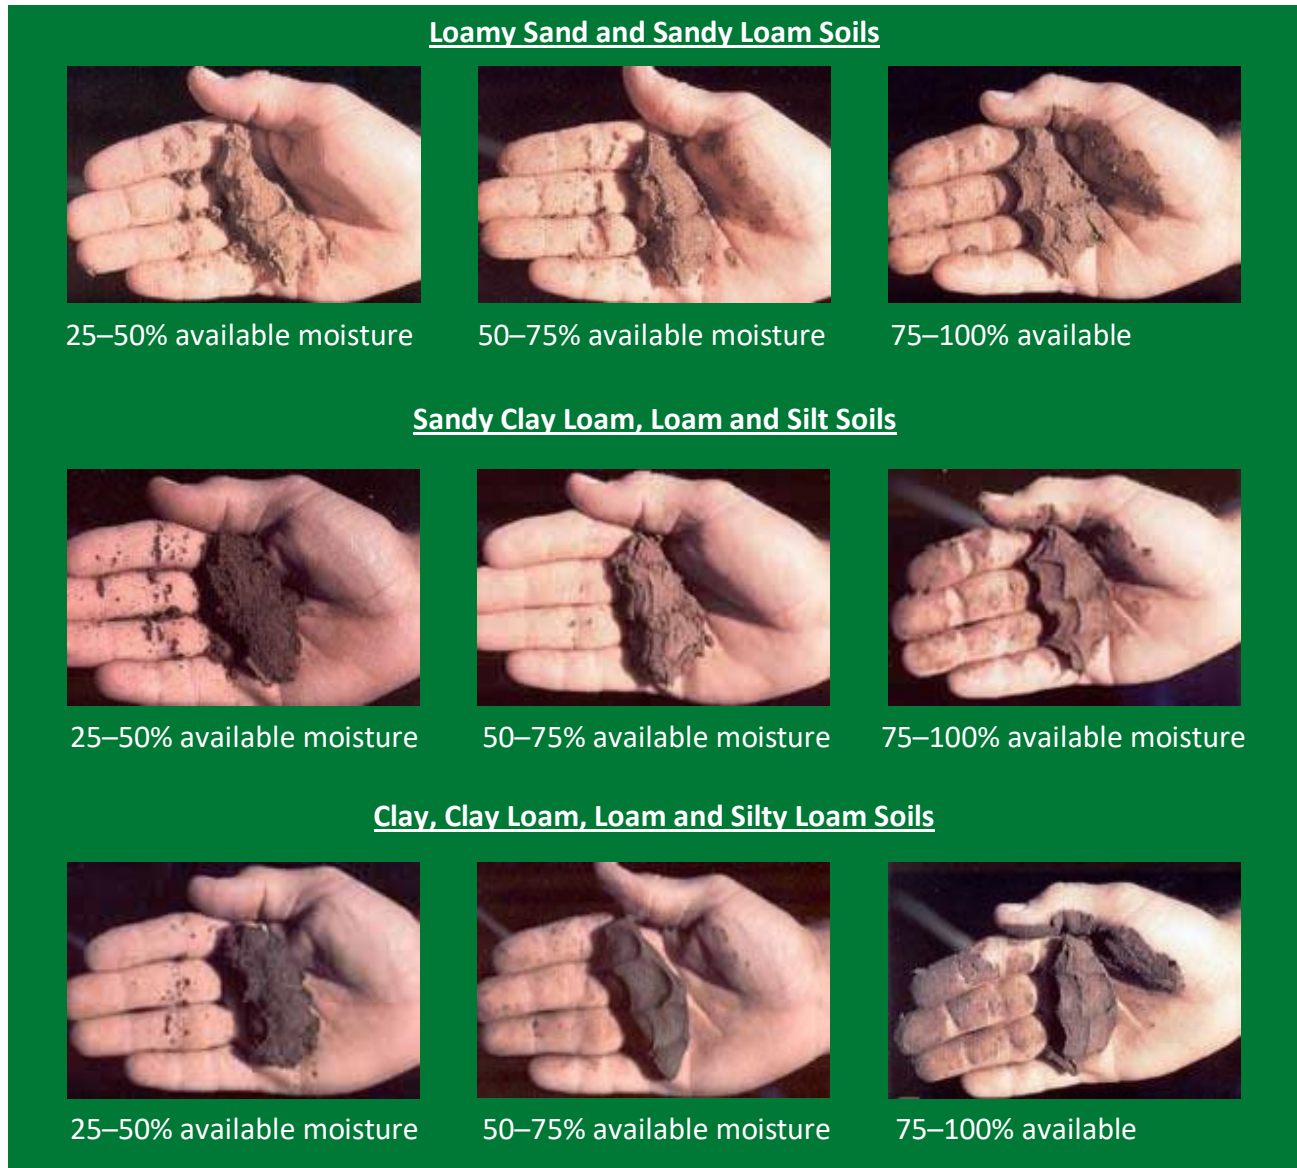 Loamy Sand and Sandy Loam Soils
25–50% available moisture
50–75% available moisture
75–100% available
Sandy Clay Loam, Loam and Silt Soils
25–50% available moisture
50–75% available moisture
75–100% available moisture
Clay, Clay Loam, Loam and Silty Loam Soils
25–50% available moisture
50–75% available moisture
75–100% available